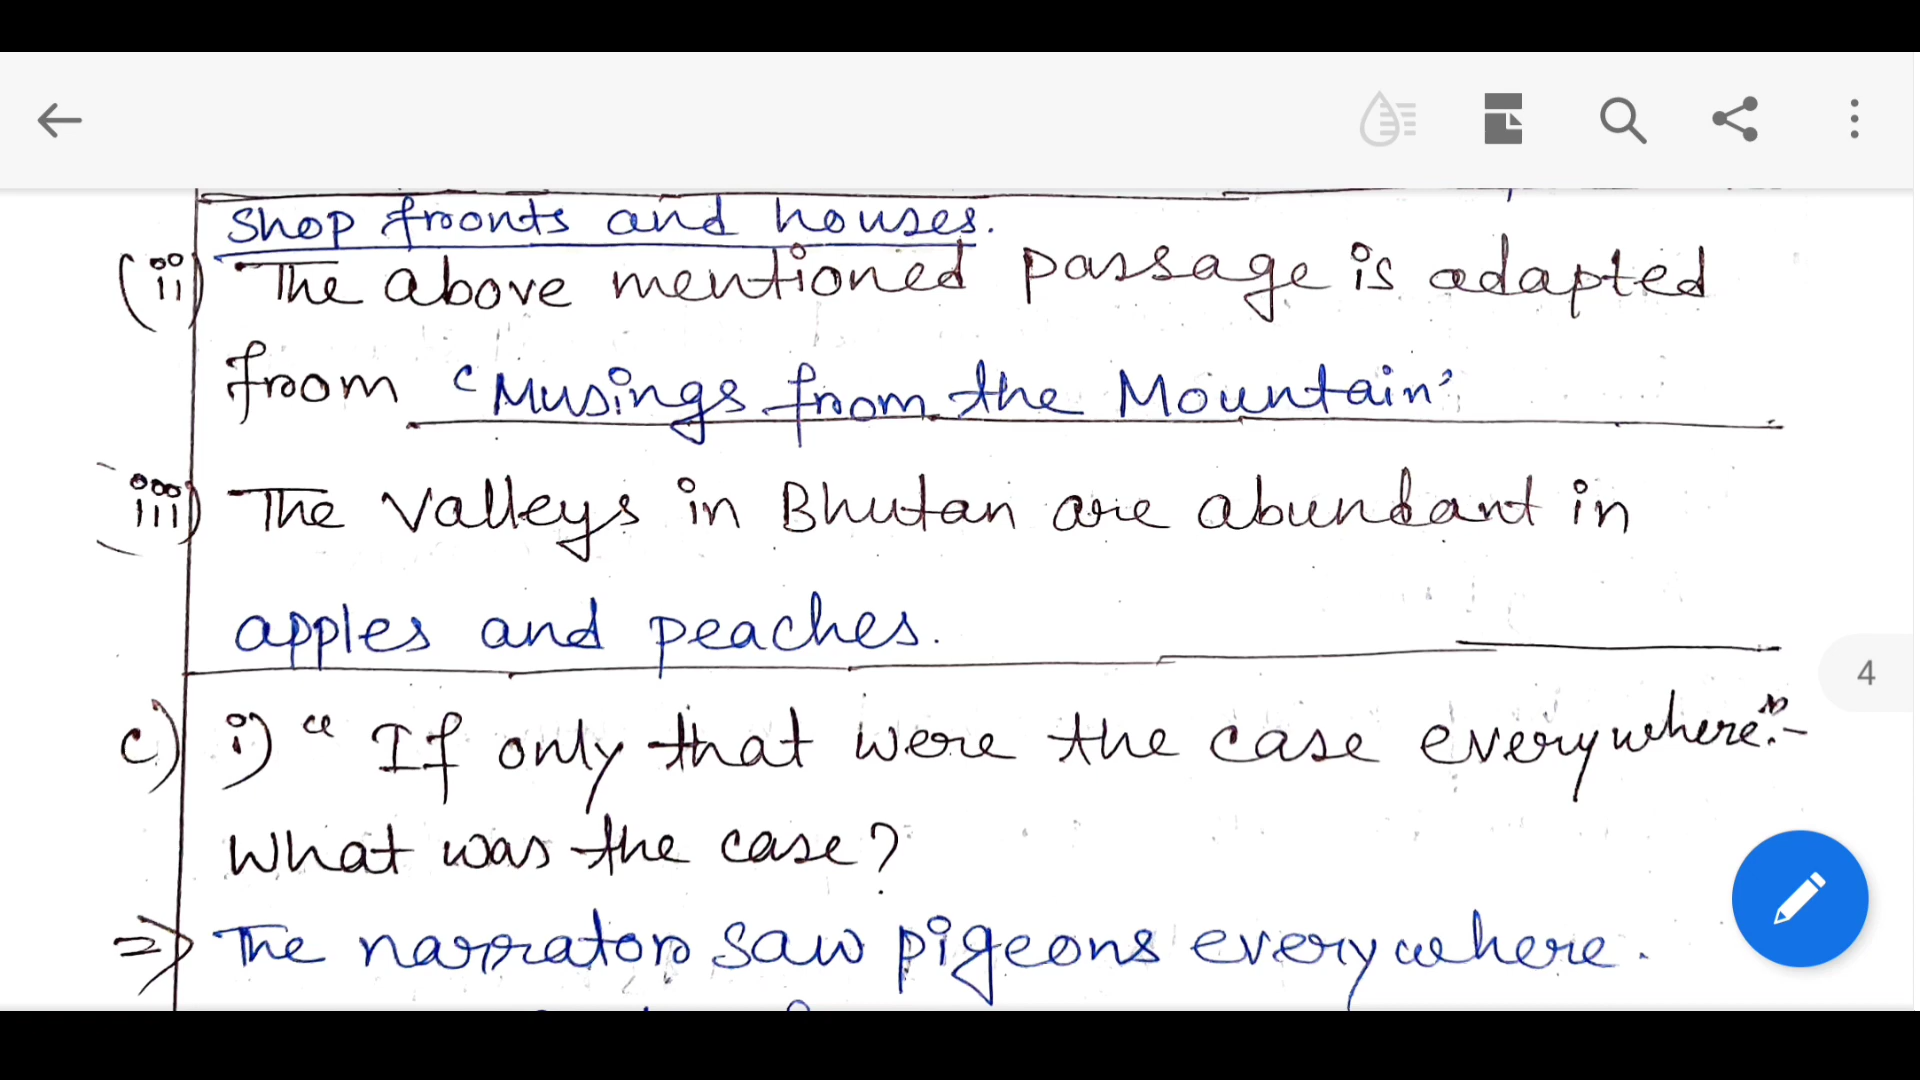 Shop fronts and houses.
(ii) The above mentioned passage is adapted
from 'Musings from the Mountain'
iii) The valleys in Bhutan are abundant in
apples and peaches.
4
c) i) "If only that were the case everywhere."-
What was the case?
=> The narrator saw pigeons everywhere.